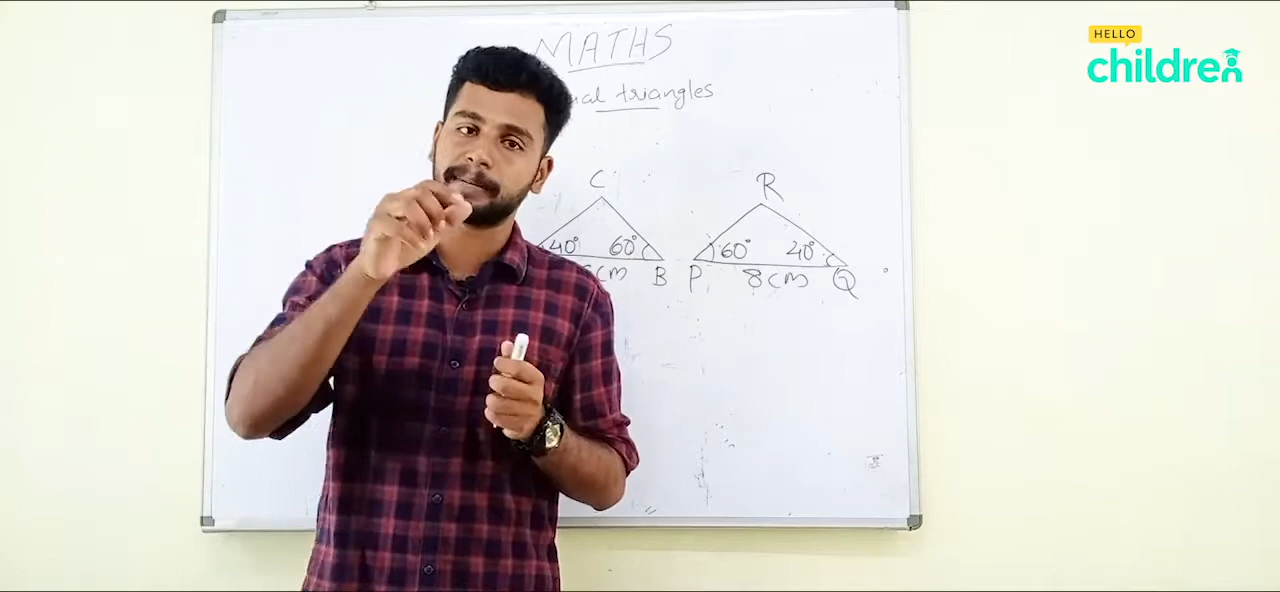 HELLO
children
MATHS
triangles
C
R
40° 60°
60° 40°
B
P
8cm
Q